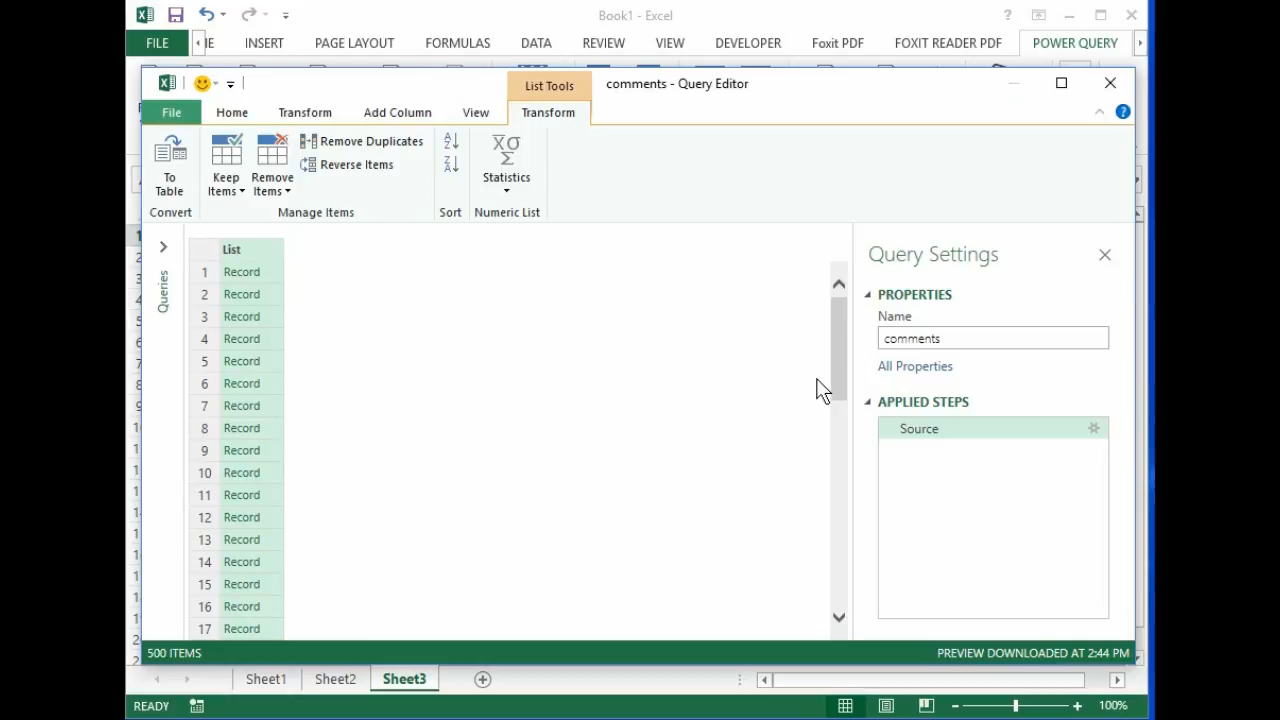 Book1 - Excel
FILE
INSERT
PAGE LAYOUT
FORMULAS
DATA
REVIEW
VIEW
DEVELOPER
Foxit PDF
FOXIT READER PDF
POWER QUERY
List Tools
comments - Query Editor
File
Home
Transform
Add Column
View
Transform
To
Table
Keep
Items
Remove
Items
Remove Duplicates
Reverse Items
Statistics
Convert
Manage Items
Sort
Numeric List
Queries
List
1 Record
2 Record
3 Record
4 Record
5 Record
6 Record
7 Record
8 Record
9 Record
10 Record
11 Record
12 Record
13 Record
14 Record
15 Record
16 Record
17 Record
Query Settings
PROPERTIES
Name
comments
All Properties
APPLIED STEPS
Source
500 ITEMS
PREVIEW DOWNLOADED AT 2:44 PM
Sheet1
Sheet2
Sheet3
READY
100%